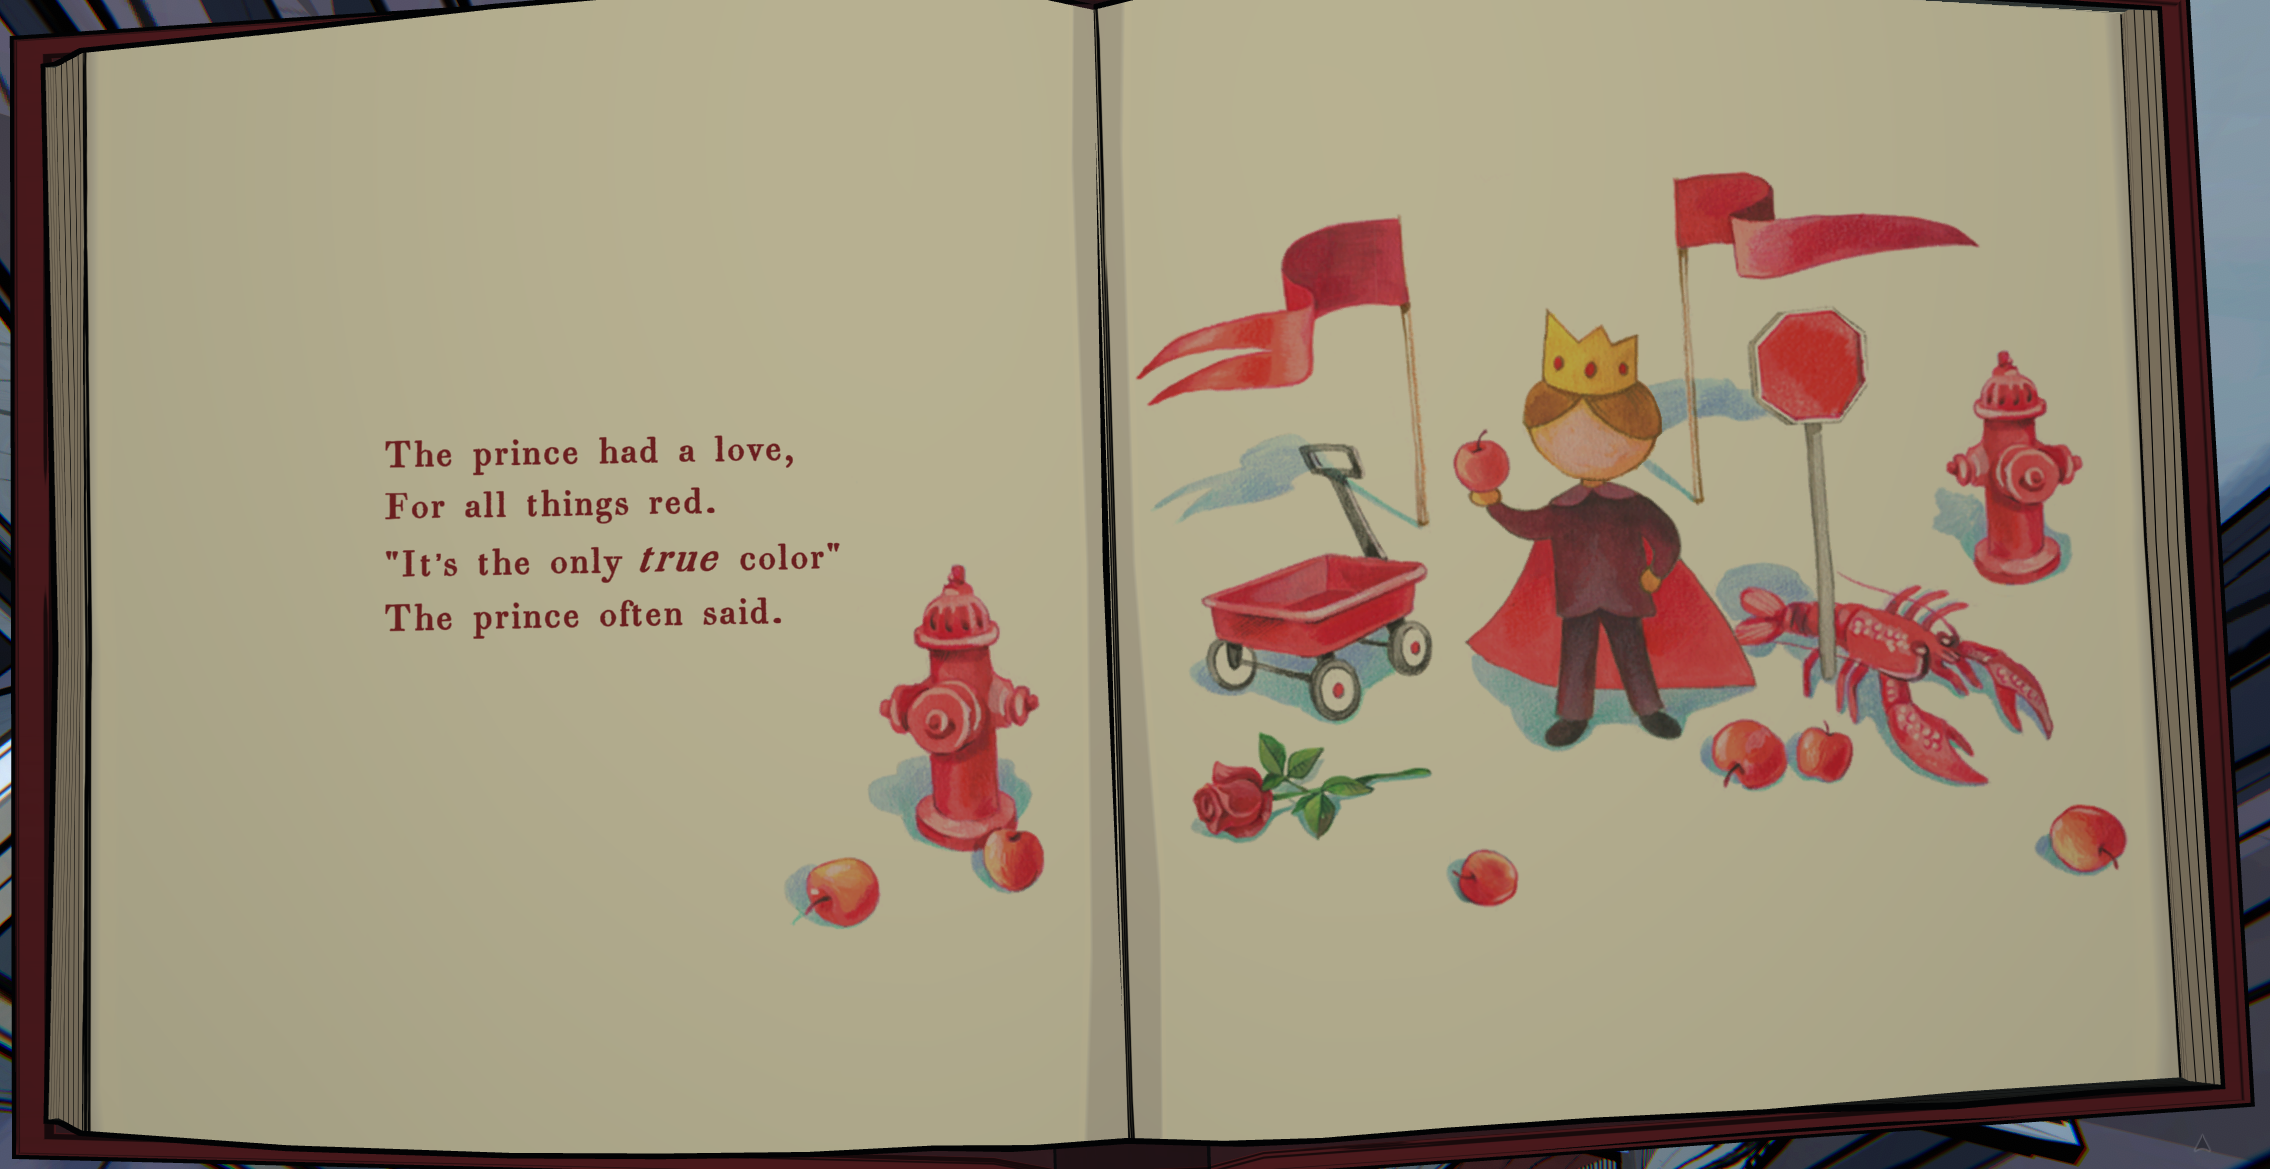 The prince had a love,
For all things red.
"It's the only true color"
The prince often said.